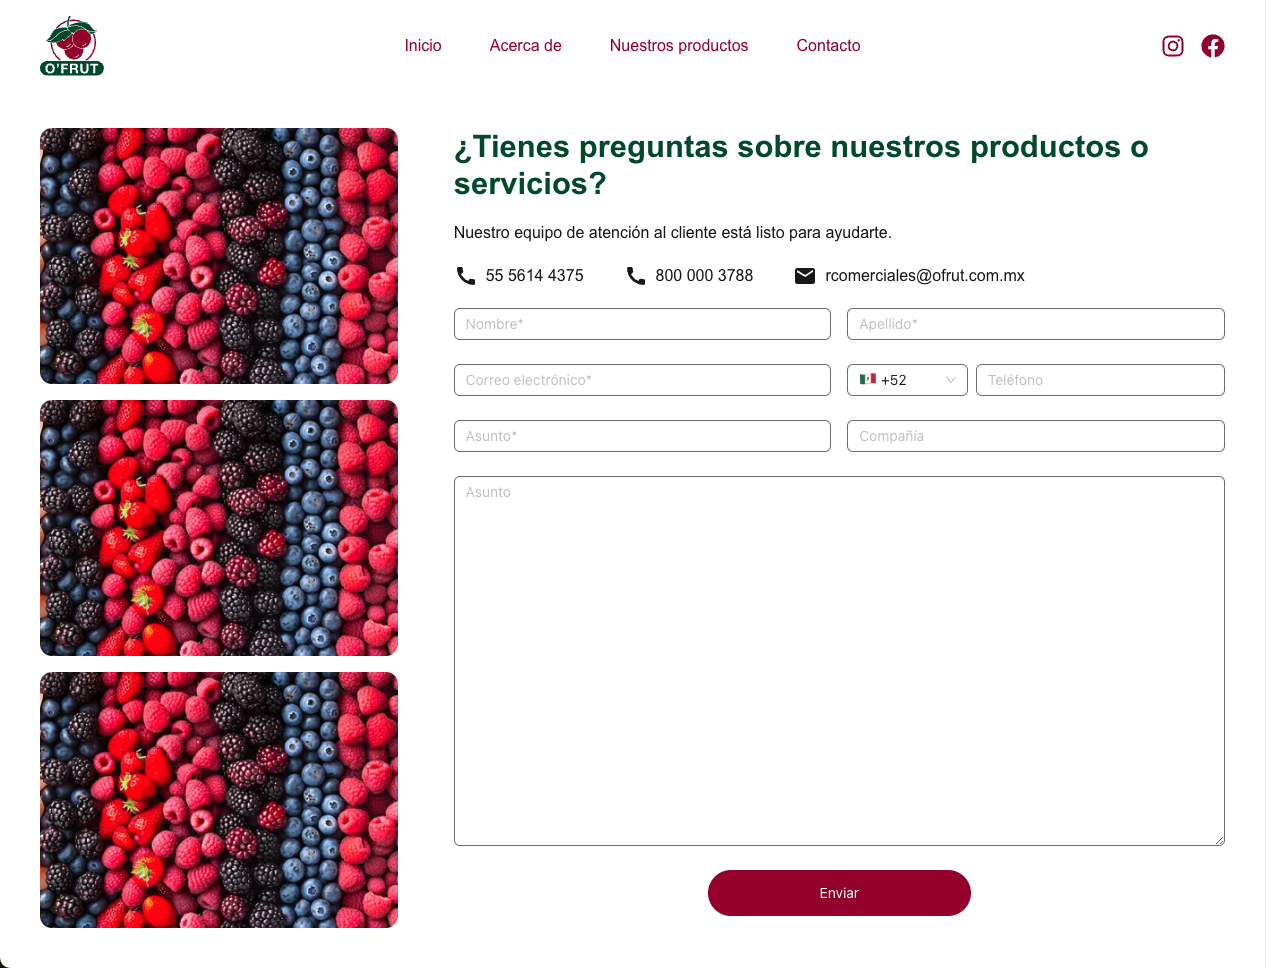 O'FRUT
Inicio
Acerca de
Nuestros productos
Contacto
¿Tienes preguntas sobre nuestros productos o
servicios?
Nuestro equipo de atención al cliente está listo para ayudarte.
55 5614 4375
800 000 3788
rcomerciales@ofrut.com.mx
Nombre*
Apellido*
Correo electrónico*
+52
Teléfono
Asunto*
Compañía
Asunto
Enviar